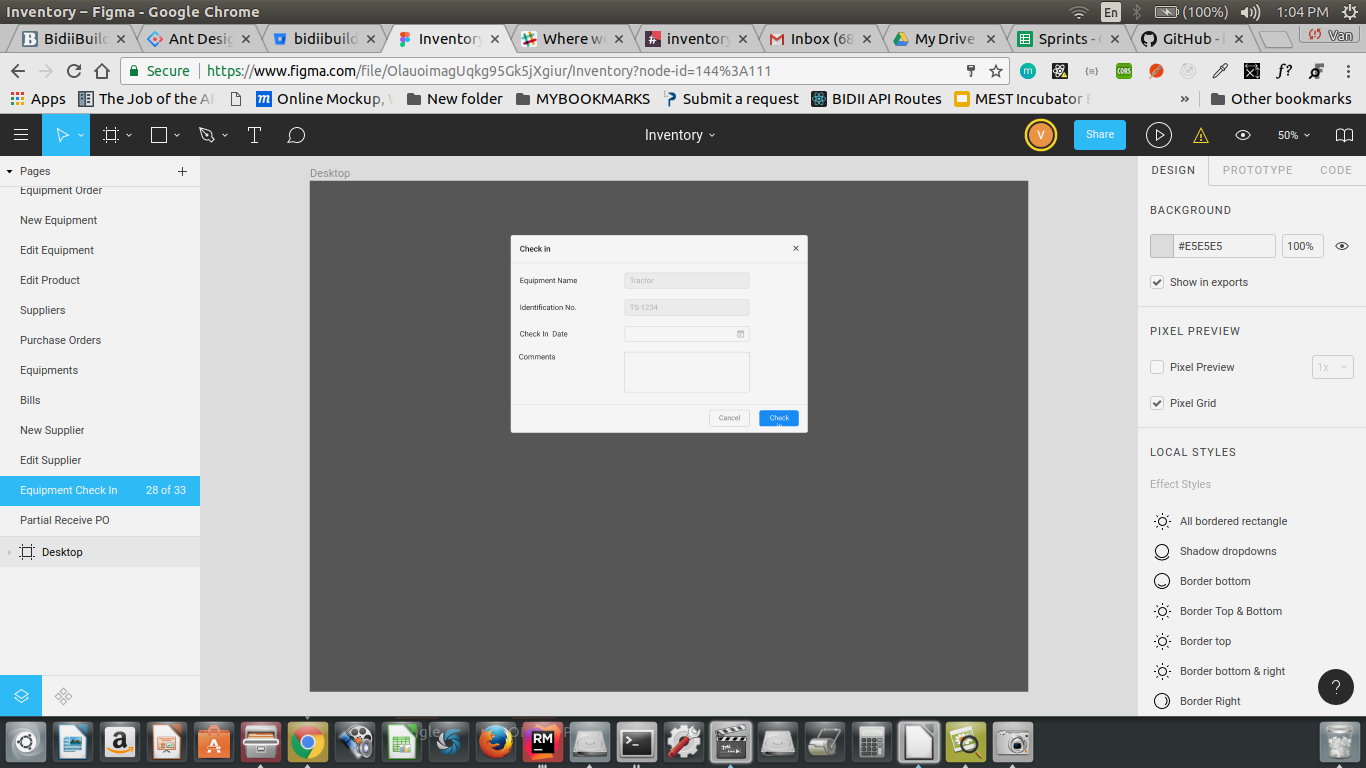 Inventory – Figma - Google Chrome
En
(100%)
1:04 PM
BidiiBuil
Ant Desi
bidiibuild
Inventor
Where w
inventor
Inbox (68
My Drive
Sprints -
GitHub - i
Van
Secure
https://www.figma.com/file/OlauoimagUqkg95Gk5jXgiur/Inventory?node-id=144%3A111
Apps
The Job of the AP
Online Mockup,
New folder
MYBOOKMARKS
Submit a request
BIDII API Routes
MEST Incubator
»
Other bookmarks
Inventory
V
Share
50%
Pages
Equipment Order
New Equipment
Edit Equipment
Edit Product
Suppliers
Purchase Orders
Equipments
Bills
New Supplier
Edit Supplier
Equipment Check In
28 of 33
Partial Receive PO
Desktop
Desktop
Check in
Equipment Name
Tractor
Identification No.
TS-1234
Check In Date
Comments
Cancel
Check
in
DESIGN
PROTOTYPE
CODE
BACKGROUND
#E5E5E5
100%
Show in exports
PIXEL PREVIEW
Pixel Preview
1x
Pixel Grid
LOCAL STYLES
Effect Styles
All bordered rectangle
Shadow dropdowns
Border bottom
Border Top & Bottom
Border top
Border bottom & right
Border Right
?
RM